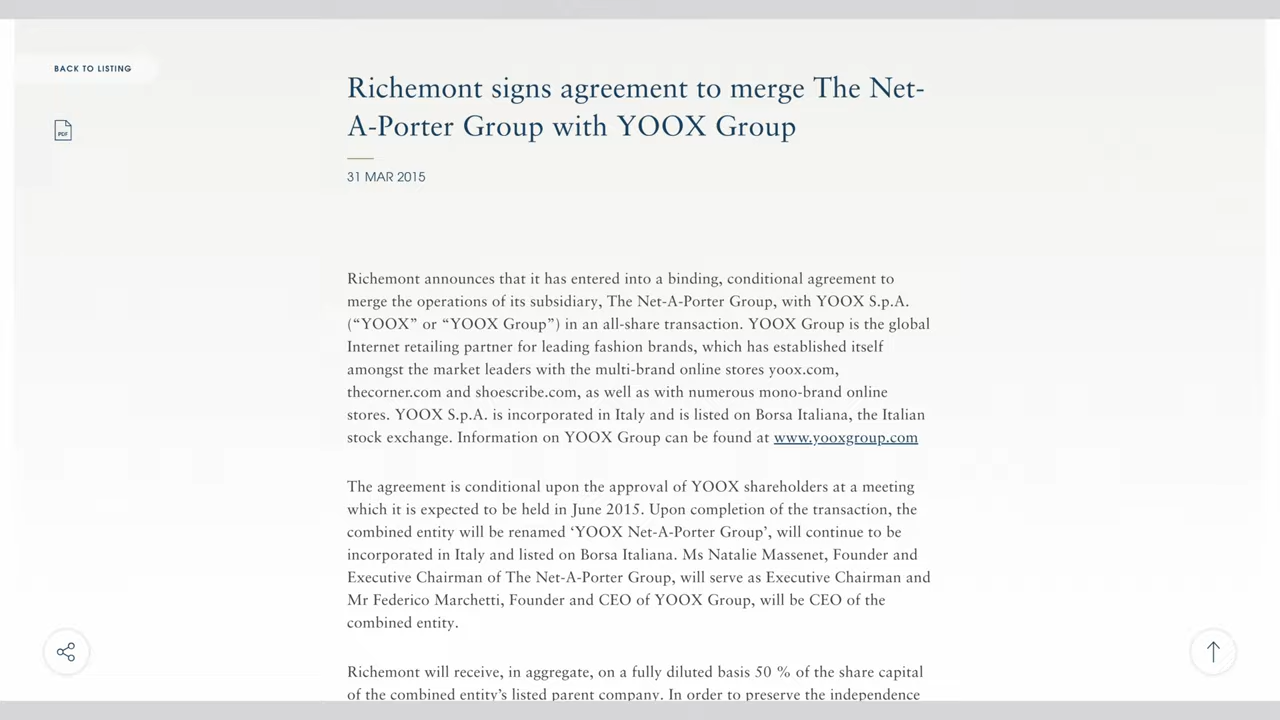 BACK TO LISTING
PDF
Richemont signs agreement to merge The Net-
A-Porter Group with YOOX Group
31 MAR 2015
Richemont announces that it has entered into a binding, conditional agreement to
merge the operations of its subsidiary, The Net-A-Porter Group, with YOOX S.p.A.
(“YOOX” or “YOOX Group”) in an all-share transaction. YOOX Group is the global
Internet retailing partner for leading fashion brands, which has established itself
amongst the market leaders with the multi-brand online stores yoox.com,
thecorner.com and shoescribe.com, as well as with numerous mono-brand online
stores. YOOX S.p.A. is incorporated in Italy and is listed on Borsa Italiana, the Italian
stock exchange. Information on YOOX Group can be found at www.yooxgroup.com
The agreement is conditional upon the approval of YOOX shareholders at a meeting
which it is expected to be held in June 2015. Upon completion of the transaction, the
combined entity will be renamed ‘YOOX Net-A-Porter Group’, will continue to be
incorporated in Italy and listed on Borsa Italiana. Ms Natalie Massenet, Founder and
Executive Chairman of The Net-A-Porter Group, will serve as Executive Chairman and
Mr Federico Marchetti, Founder and CEO of YOOX Group, will be CEO of the
combined entity.
Richemont will receive, in aggregate, on a fully diluted basis 50 % of the share capital
of the combined entity’s listed parent company. In order to preserve the independence